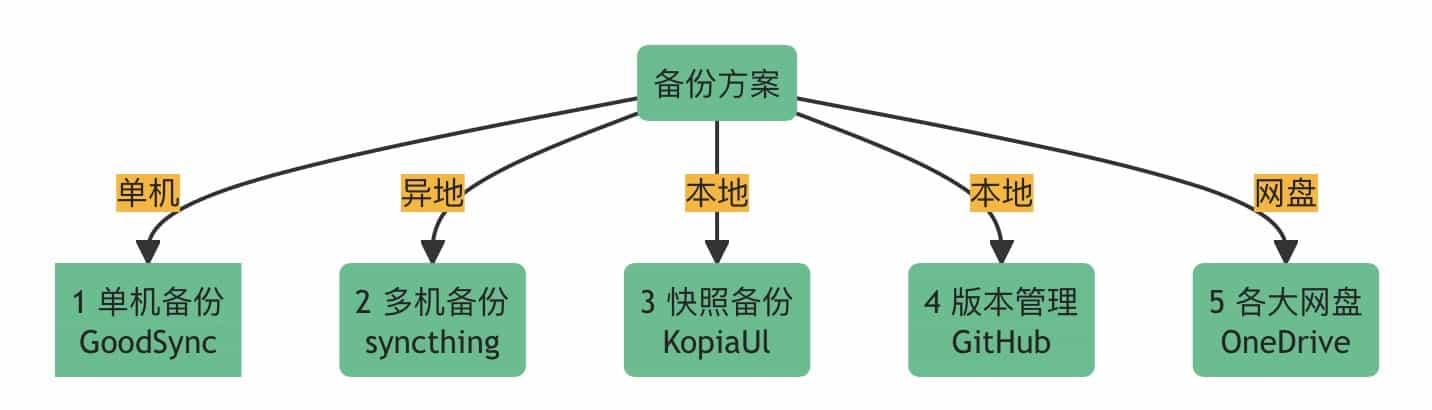 备份方案
单机
异地
本地
本地
网盘
1 单机备份
GoodSync
2 多机备份
syncthing
3 快照备份
KopiaUl
4 版本管理
GitHub
5 各大网盘
OneDrive